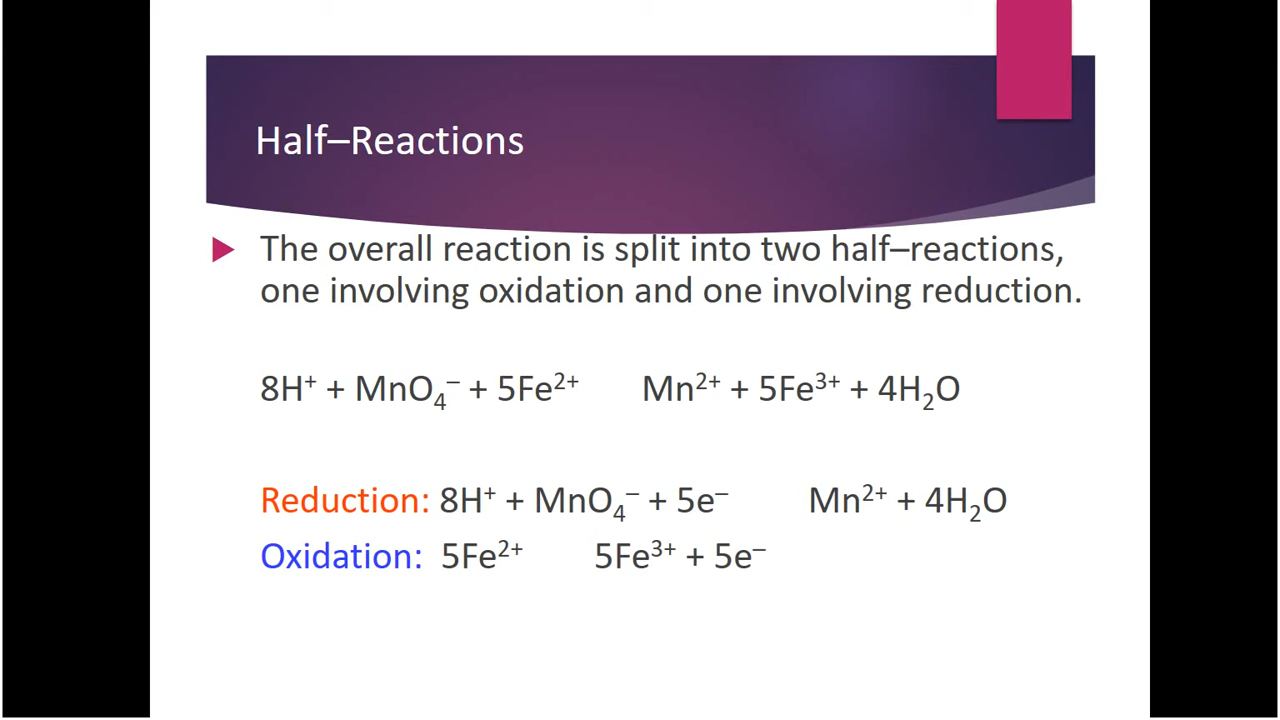 Half–Reactions
The overall reaction is split into two half–reactions,
one involving oxidation and one involving reduction.
8H⁺ + MnO₄⁻ + 5Fe²⁺ Mn²⁺ + 5Fe³⁺ + 4H₂O
Reduction: 8H⁺ + MnO₄⁻ + 5e⁻ Mn²⁺ + 4H₂O
Oxidation: 5Fe²⁺ 5Fe³⁺ + 5e⁻